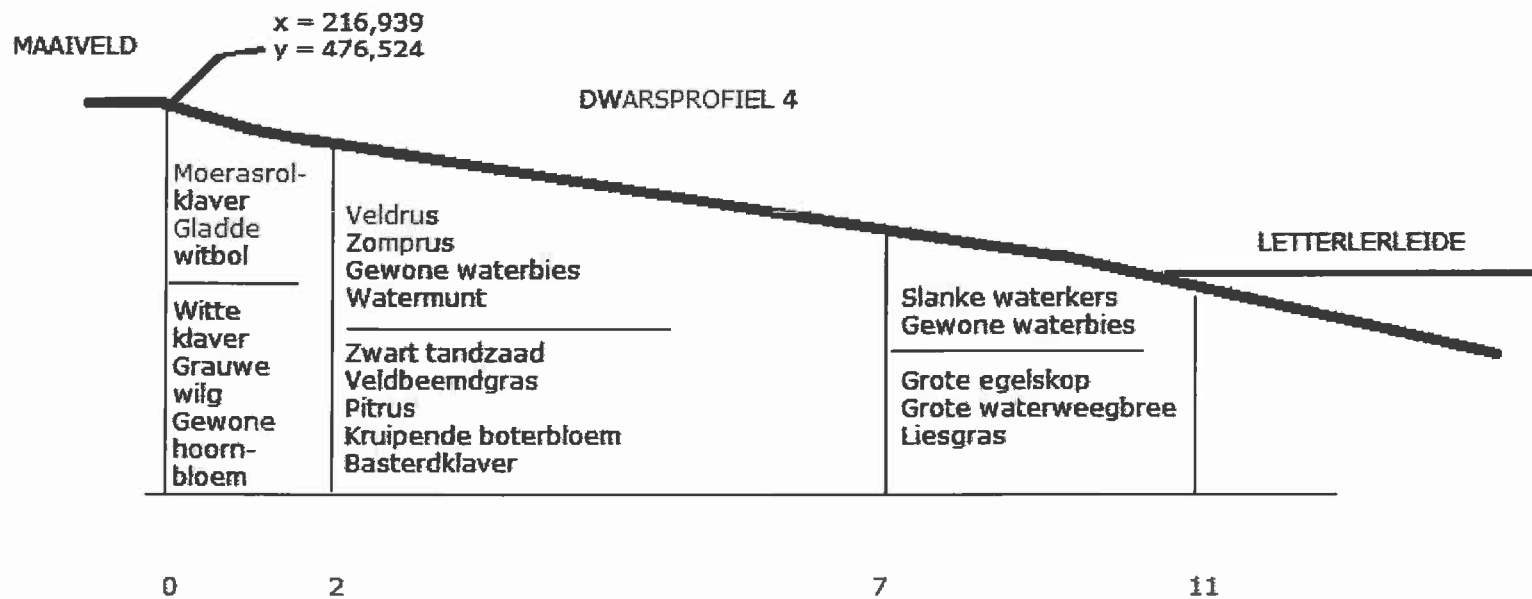 MAAIVELD
x = 216,939
y = 476,524
DWARSPROFIEL 4
Moerasrol-
klaver
Gladde
witbol
Witte
klaver
Grauwe
wilg
Gewone
hoorn-
bloem
Veldrus
Zomprus
Gewone waterbies
Watermunt
Zwart tandzaad
Veldbeemdgras
Pitrus
Kruipende boterbloem
Basterdklaver
Slanke waterkers
Gewone waterbies
Grote egelskop
Grote waterweegbree
Liesgras
LETTERLERLEIDE
0
2
7
11